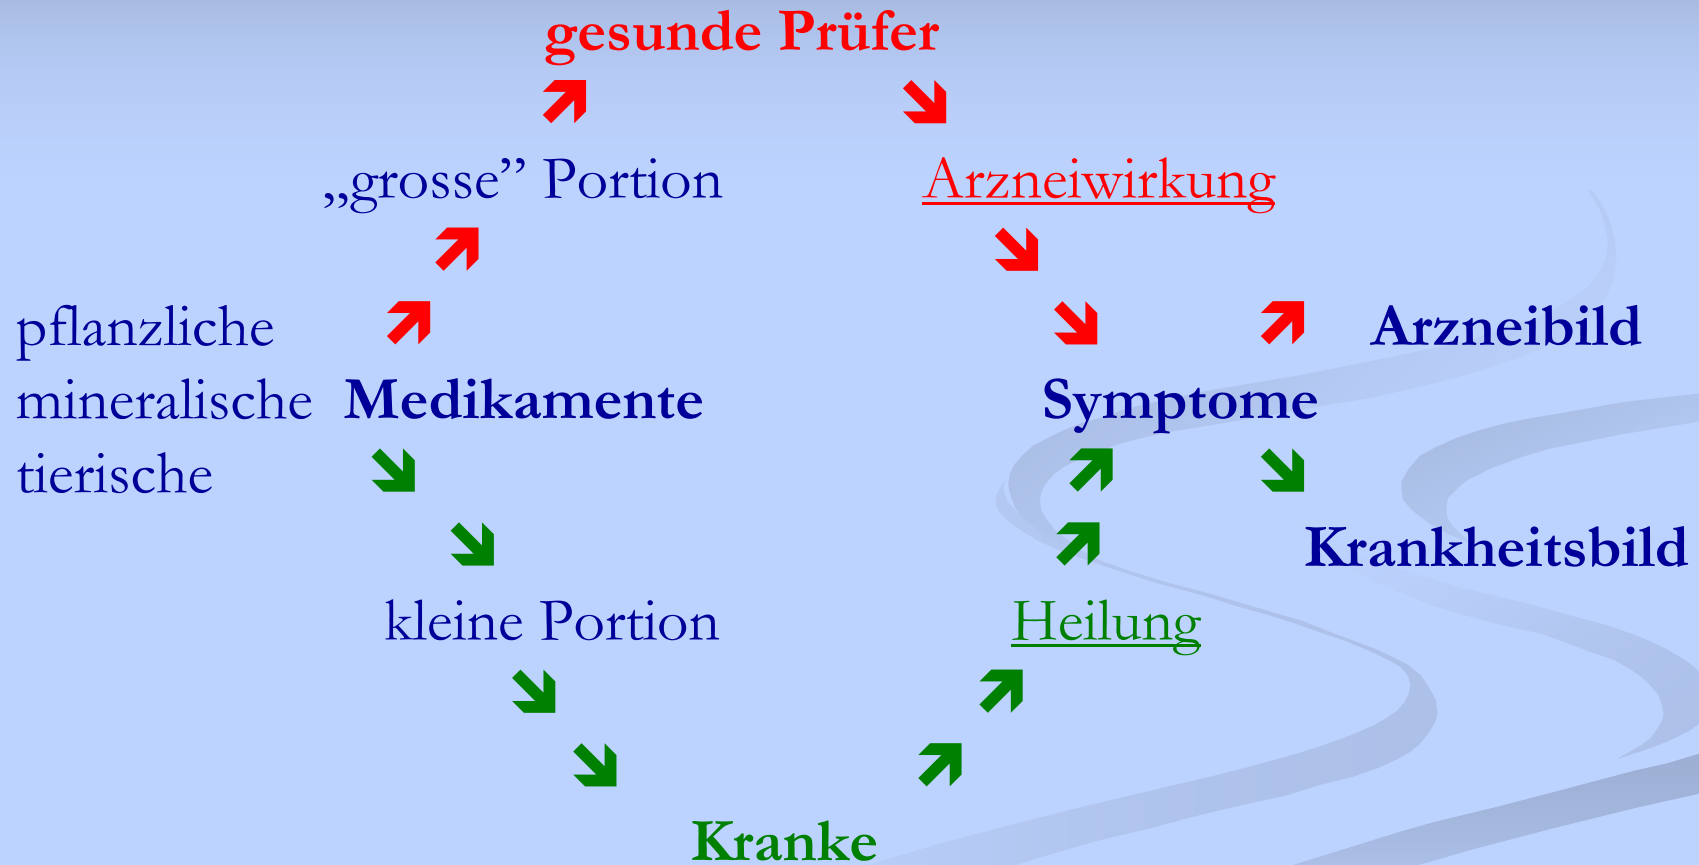 gesunde Prüfer
„grosse” Portion Arzneiwirkung
pflanzliche Arzneibild
mineralische Medikamente Symptome
tierische
Krankheitsbild
kleine Portion Heilung
Kranke